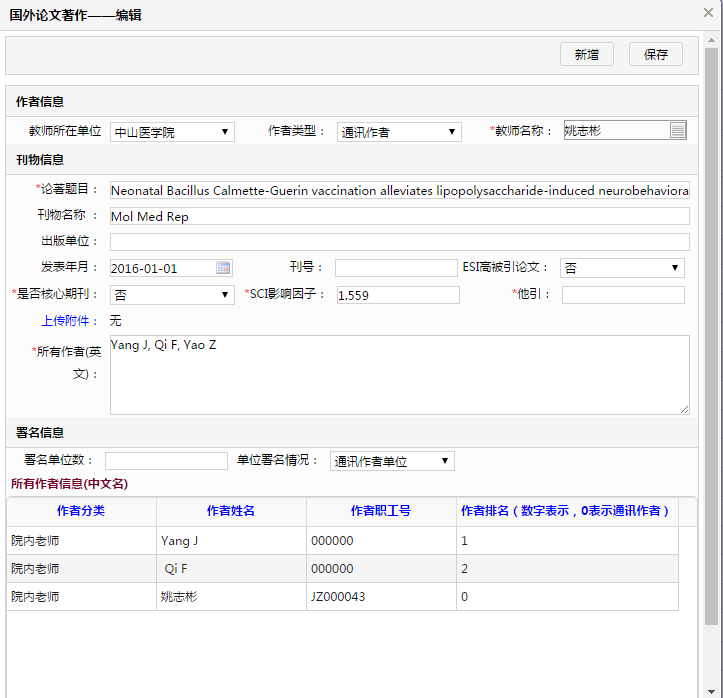 国外论文著作——编辑
新增 保存
作者信息
教师所在单位 中山医学院 作者类型： 通讯作者 *教师名称： 姚志彬
刊物信息
*论著题目： Neonatal Bacillus Calmette-Guerin vaccination alleviates lipopolysaccharide-induced neurobehaviora
刊物名称 ： Mol Med Rep
出版单位：
发表年月： 2016-01-01 刊号： ESI高被引论文： 否
*是否核心期刊： 否 *SCI影响因子： 1.559 *他引：
上传附件： 无
*所有作者(英 Yang J, Qi F, Yao Z
文)：
署名信息
署名单位数： 单位署名情况： 通讯作者单位
所有作者信息(中文名)
作者分类 作者姓名 作者职工号 作者排名（数字表示，0表示通讯作者）
院内老师 Yang J 000000 1
院内老师 Qi F 000000 2
院内老师 姚志彬 JZ000043 0